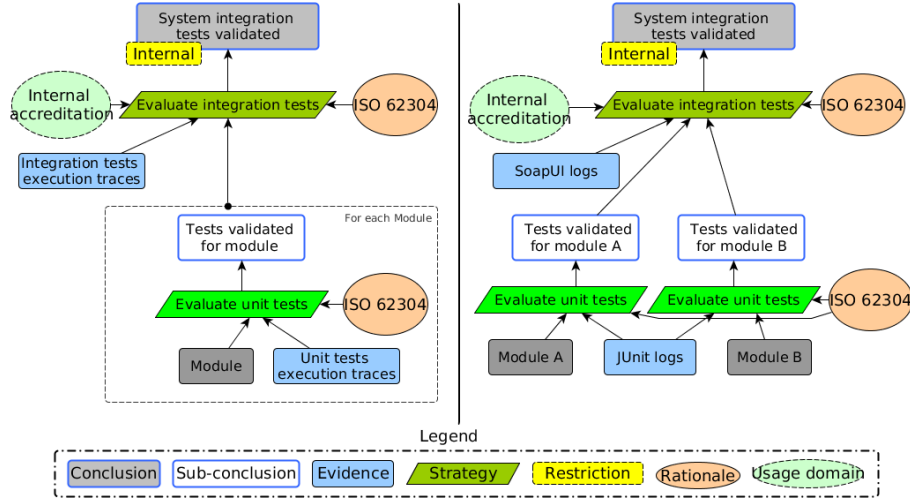 System integration
tests validated
Internal
Internal
accreditation
Evaluate integration tests
ISO 62304
Integration tests
execution traces
For each Module
Tests validated
for module
Evaluate unit tests
ISO 62304
Module
Unit tests
execution traces
System integration
tests validated
Internal
Internal
accreditation
Evaluate integration tests
ISO 62304
SoapUI logs
Tests validated
for module A
Tests validated
for module B
Evaluate unit tests
Evaluate unit tests
ISO 62304
Module A
JUnit logs
Module B
Legend
Conclusion
Sub-conclusion
Evidence
Strategy
Restriction
Rationale
Usage domain